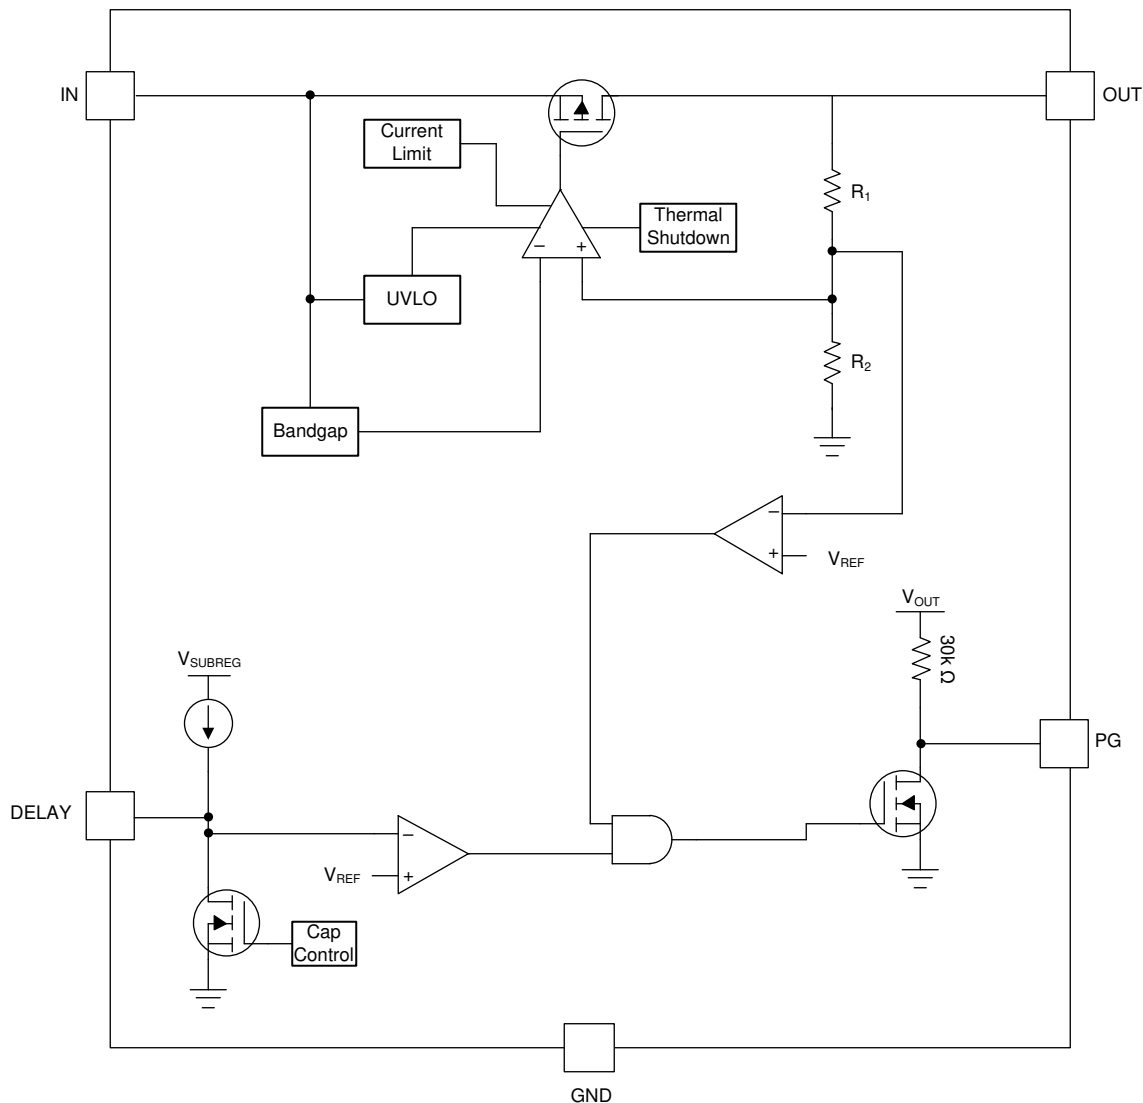 IN
OUT
Current
Limit
Thermal
Shutdown
R1
−
+
UVLO
R2
Bandgap
−
+
VREF
VOUT
30k Ω
VSUBREG
PG
DELAY
−
VREF
+
Cap
Control
GND